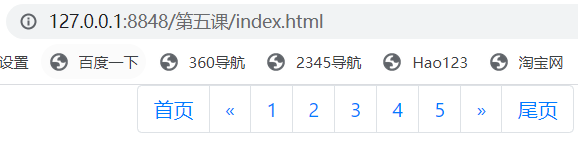 127.0.0.1:8848/第五课/index.html
设置 百度一下 360导航 2345导航 Hao123 淘宝网
首页 « 1 2 3 4 5 » 尾页